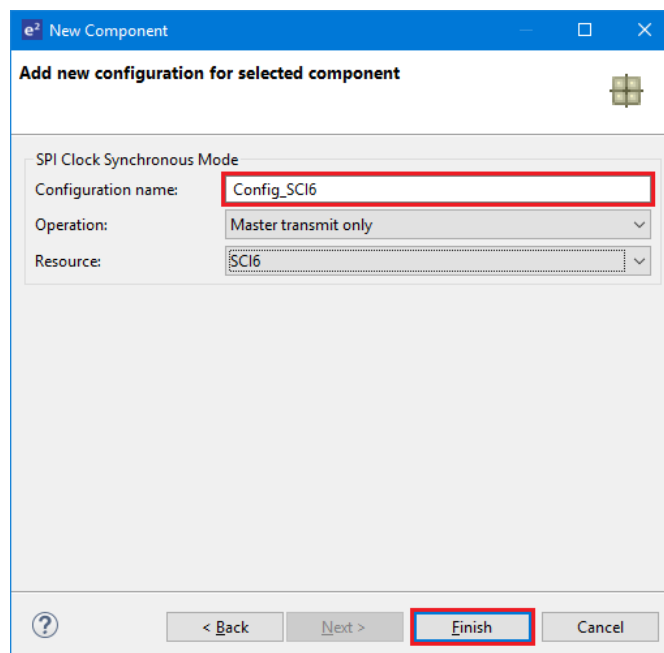 e² New Component
Add new configuration for selected component
SPI Clock Synchronous Mode
Configuration name: Config_SCI6
Operation: Master transmit only
Resource: SCI6
? < Back Next > Finish Cancel